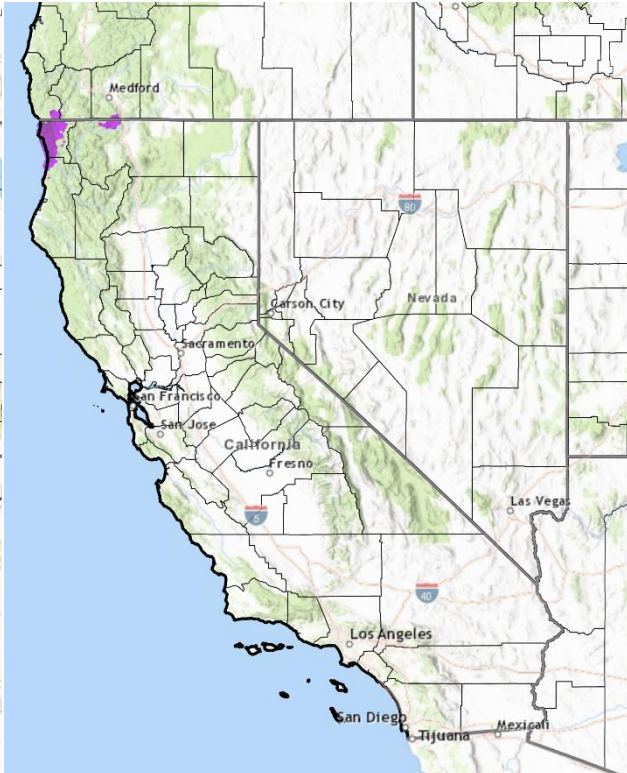 Medford
80
Carson City
Nevada
Sacramento
San Francisco
San Jose
California
Fresno
5
Las Vegas
40
Los Angeles
San Diego
Mexicali
Tijuana